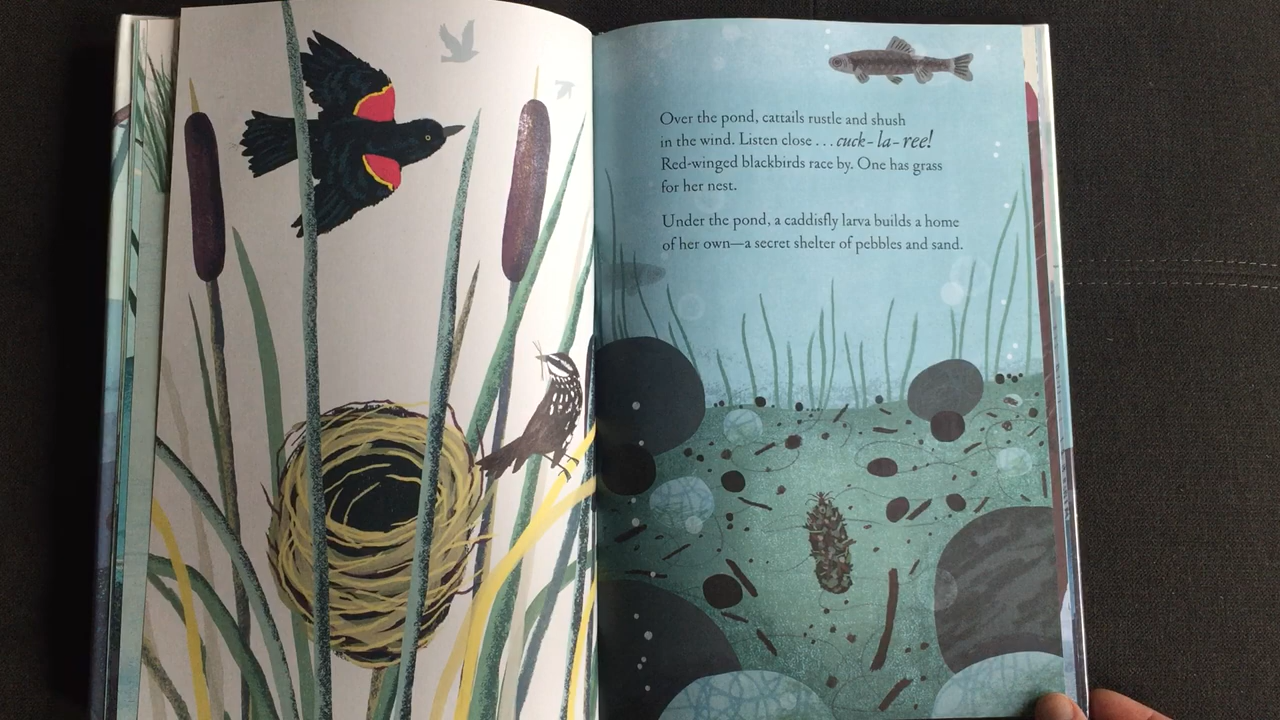 Over the pond, cattails rustle and shush
in the wind. Listen close . . . cuck-la-ree!
Red-winged blackbirds race by. One has grass
for her nest.
Under the pond, a caddisfly larva builds a home
of her own—a secret shelter of pebbles and sand.